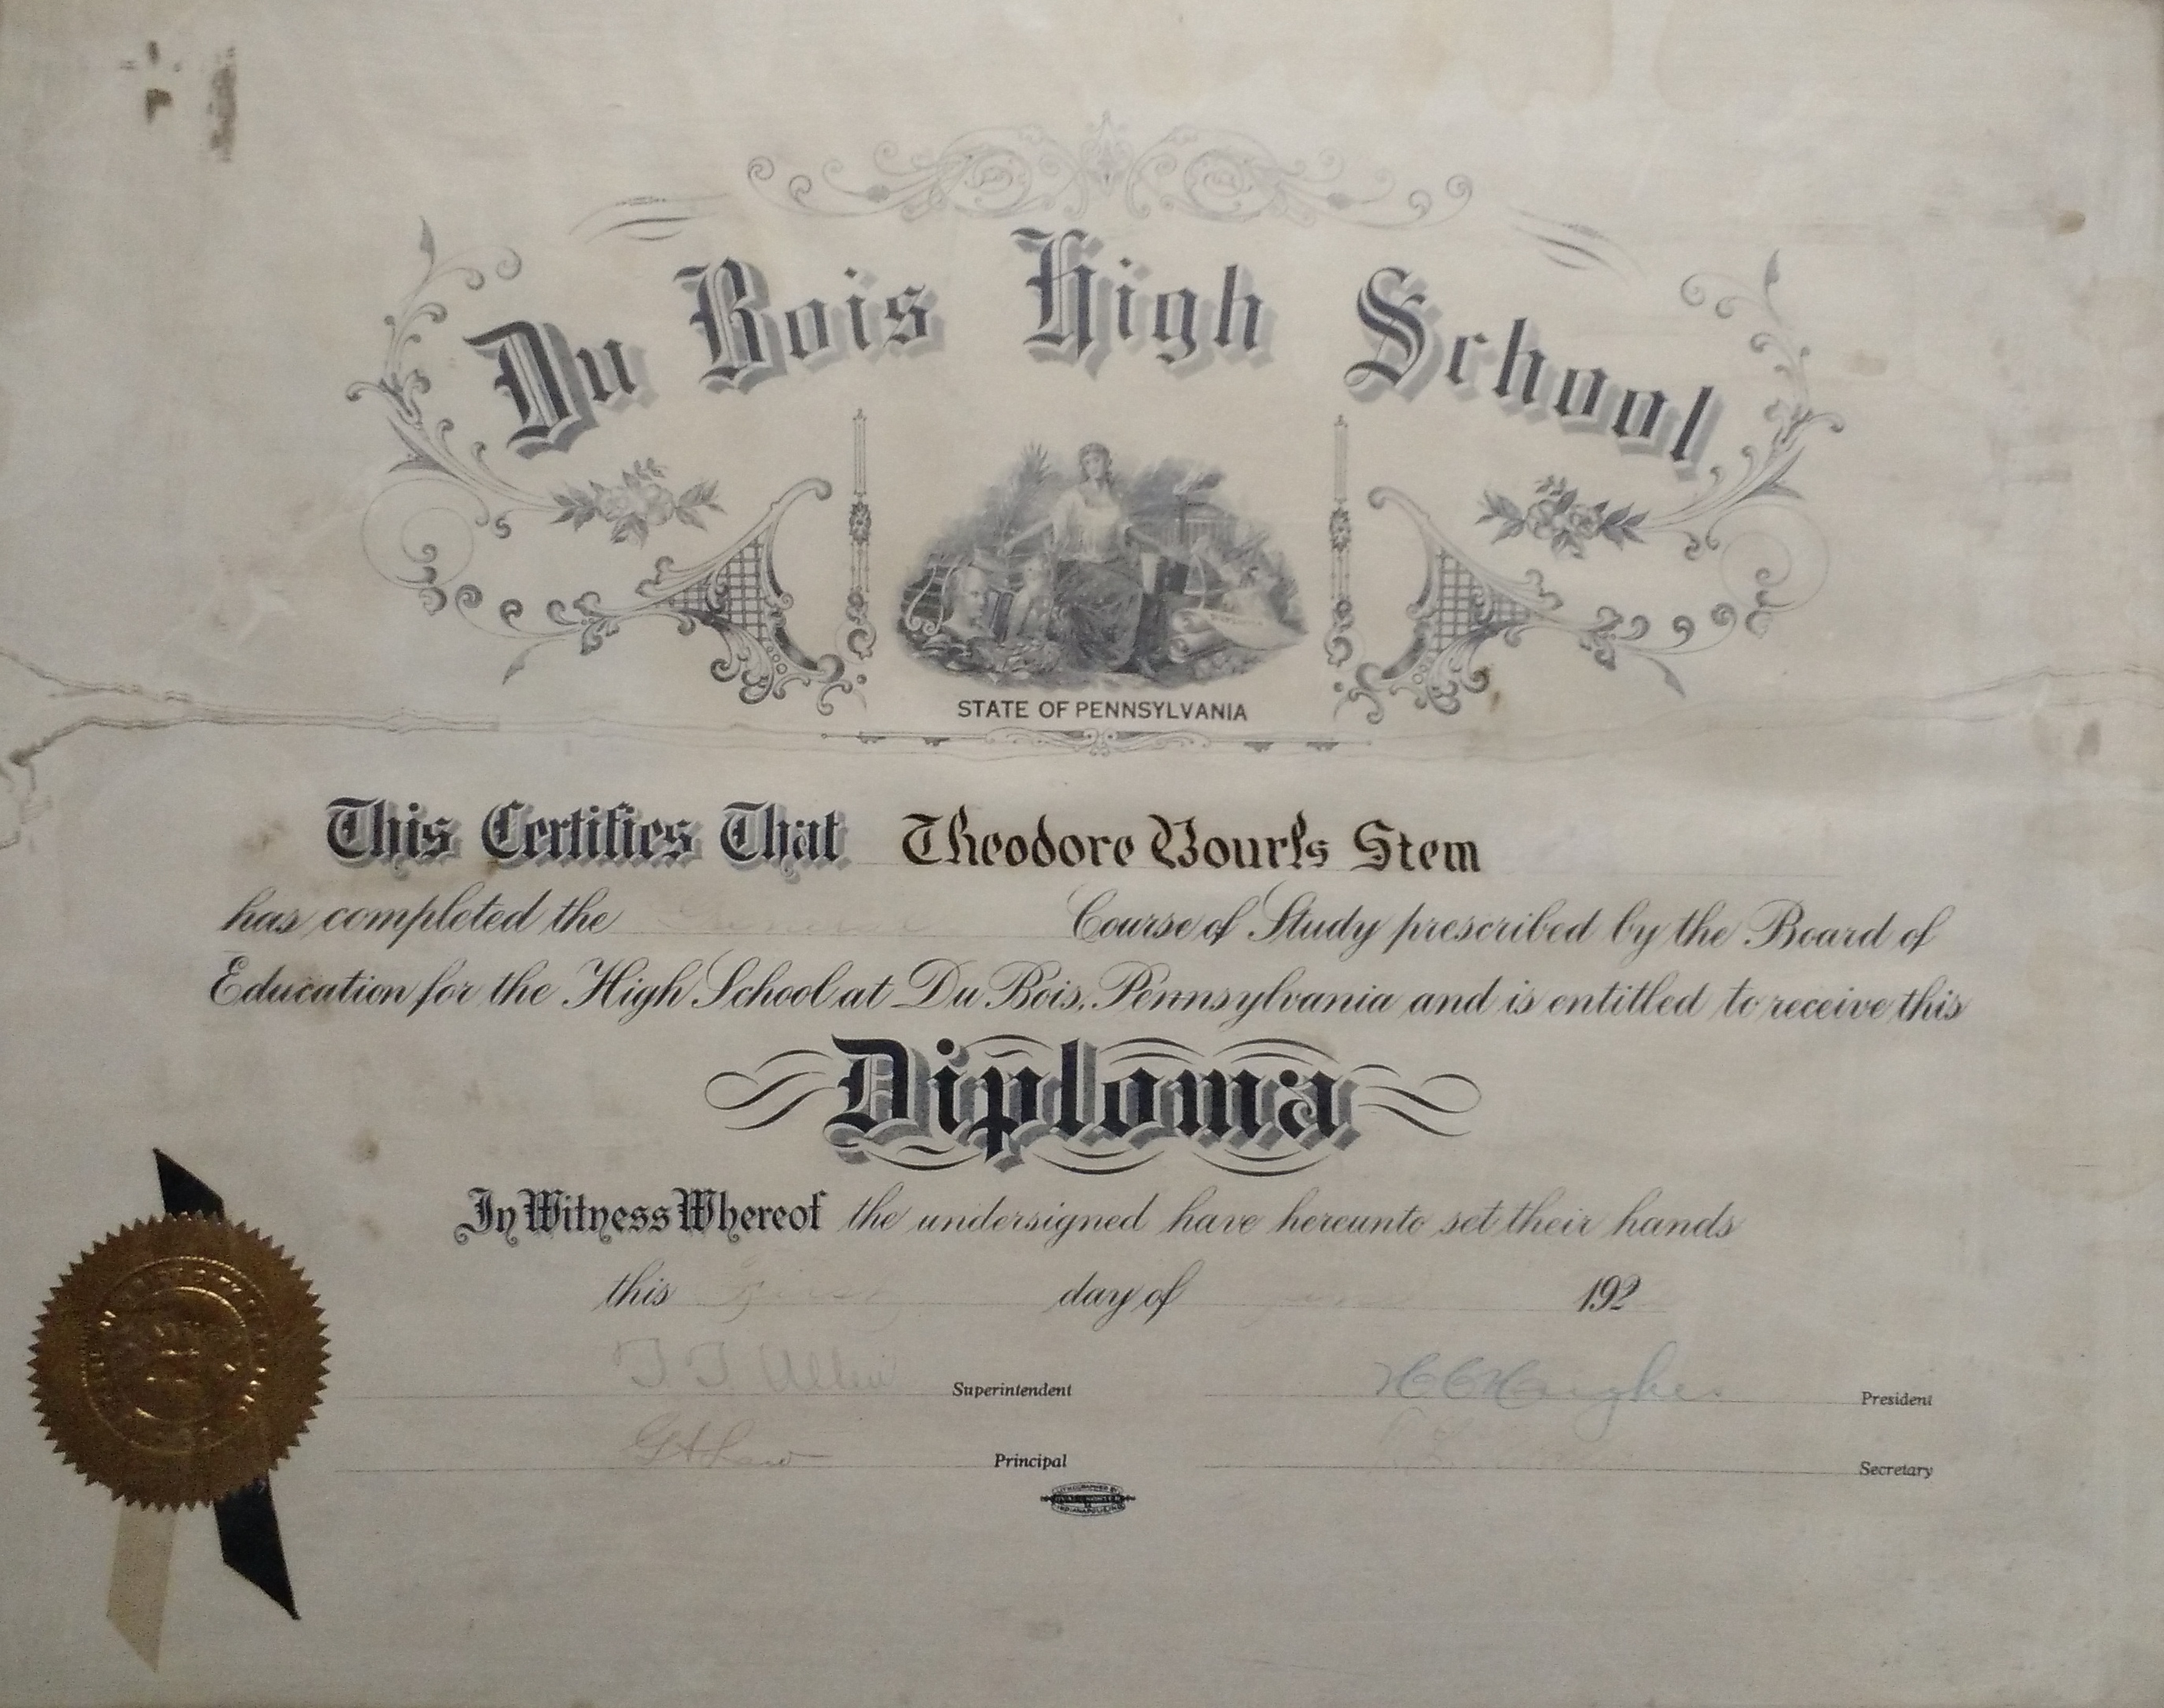 Du Bois High School
STATE OF PENNSYLVANIA
This Certifies That Theodore Stem
has completed the General Course of Study prescribed by the Board of
Education for the High School at Du Bois, Pennsylvania and is entitled to receive this
Diploma
In Witness Whereof the undersigned have hereunto set their hands
this day of 192
T T Allen Superintendent President
G A Law Principal Secretary